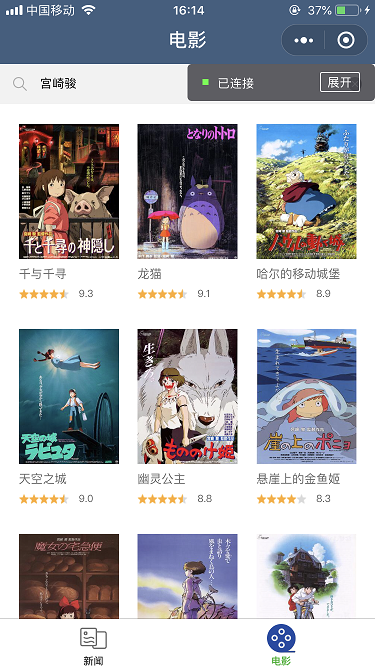 中国移动
16:14
37%
电影
宫崎骏
已连接
展开
千と千尋の神隠し
となりのトトロ
ハウルの動く城
千与千寻
龙猫
哈尔的移动城堡
9.3
9.1
8.9
天空の城
ラピュタ
生きろ。
もののけ姫
崖の上のポニョ
天空之城
幽灵公主
悬崖上的金鱼姬
9.0
8.8
8.3
魔女の宅急便
新闻
电影